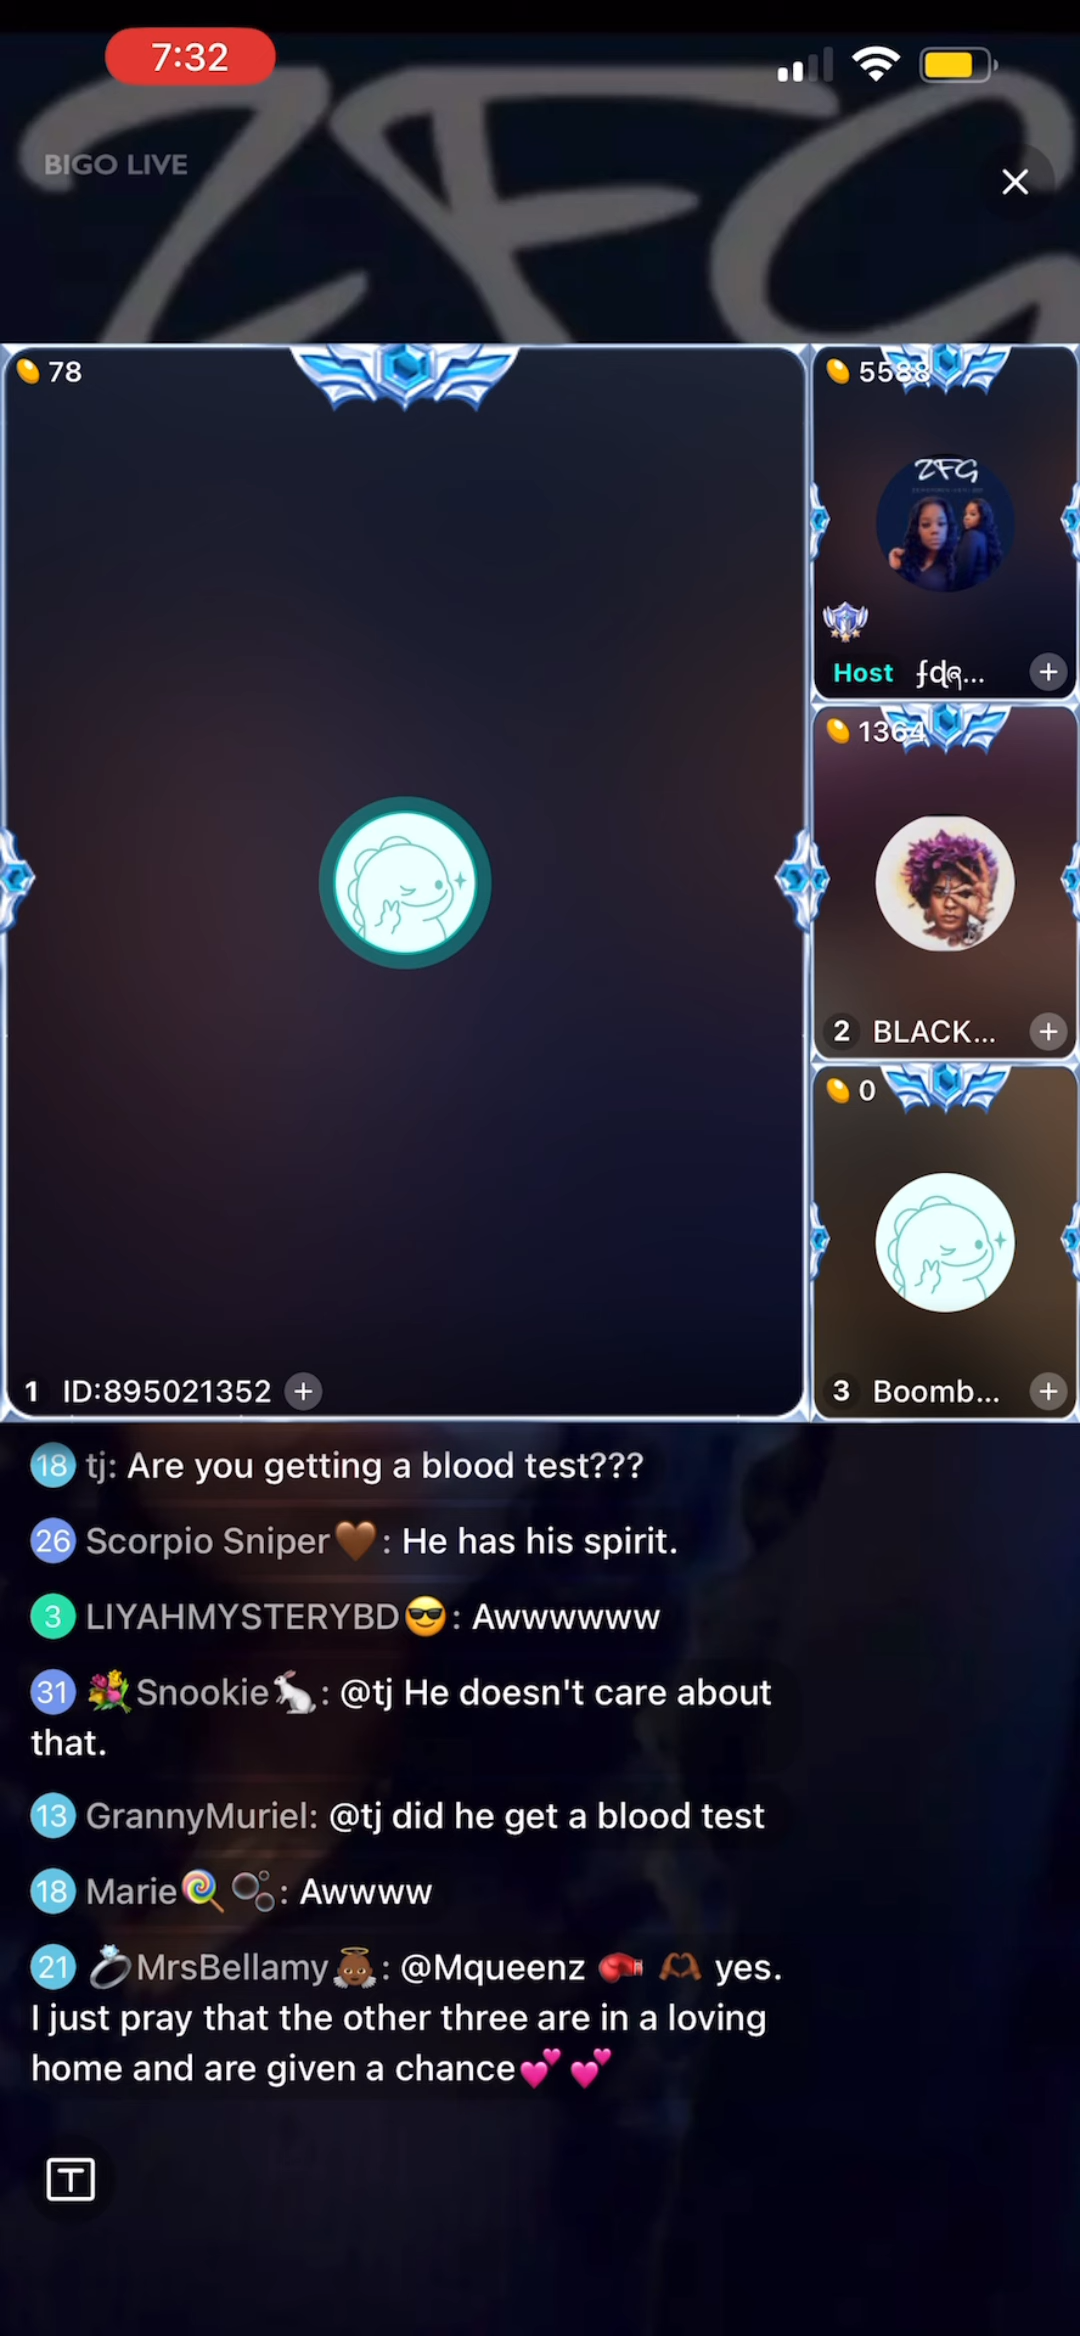 7:32
ZFG
BIGO LIVE
78
5588
ZFG
Host
1364
2 BLACK...
0
1 ID:895021352
3 Boomb...
18 tj: Are you getting a blood test???
26 Scorpio Sniper🤎: He has his spirit.
3 LIYAHMYSTERYBD😎: Awwwwww
31 💐Snookie🐇: @tj He doesn't care about
that.
13 GrannyMuriel: @tj did he get a blood test
18 Marie🍭🫧: Awwww
21 💍MrsBellamy👼🏾: @Mqueenz 🥊 🫶🏾 yes.
I just pray that the other three are in a loving
home and are given a chance💕 💕
T